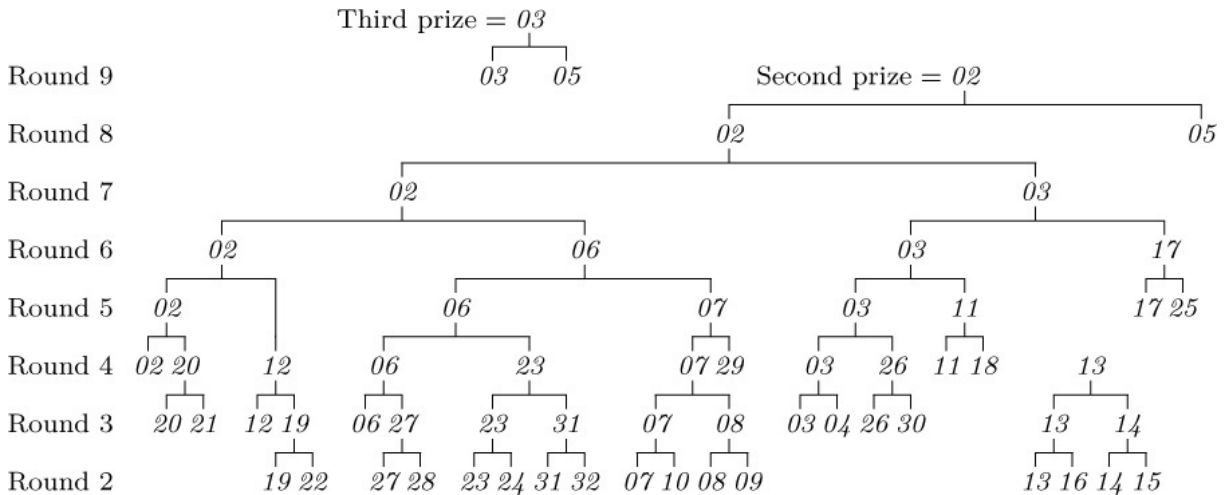 Third prize = 03
Round 9 03 05 Second prize = 02
Round 8 02 05
Round 7 02 03
Round 6 02 06 03 17
Round 5 02 06 07 03 11 17 25
Round 4 02 20 12 06 23 07 29 03 26 11 18 13
Round 3 20 21 12 19 06 27 23 31 07 08 03 04 26 30 13 14
Round 2 19 22 27 28 23 24 31 32 07 10 08 09 13 16 14 15